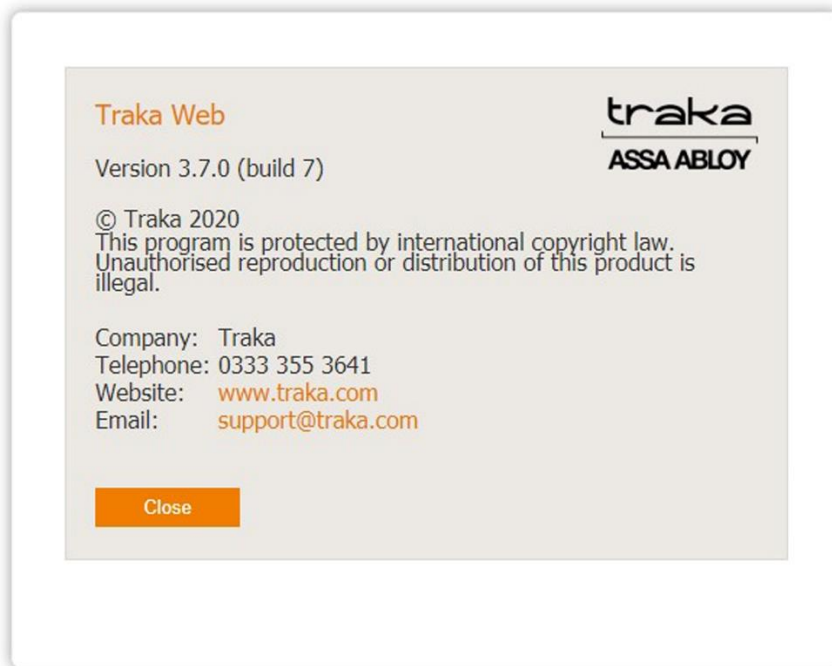 Traka Web
traka
ASSA ABLOY
Version 3.7.0 (build 7)
© Traka 2020
This program is protected by international copyright law.
Unauthorised reproduction or distribution of this product is
illegal.
Company: Traka
Telephone: 0333 355 3641
Website: www.traka.com
Email: support@traka.com
Close